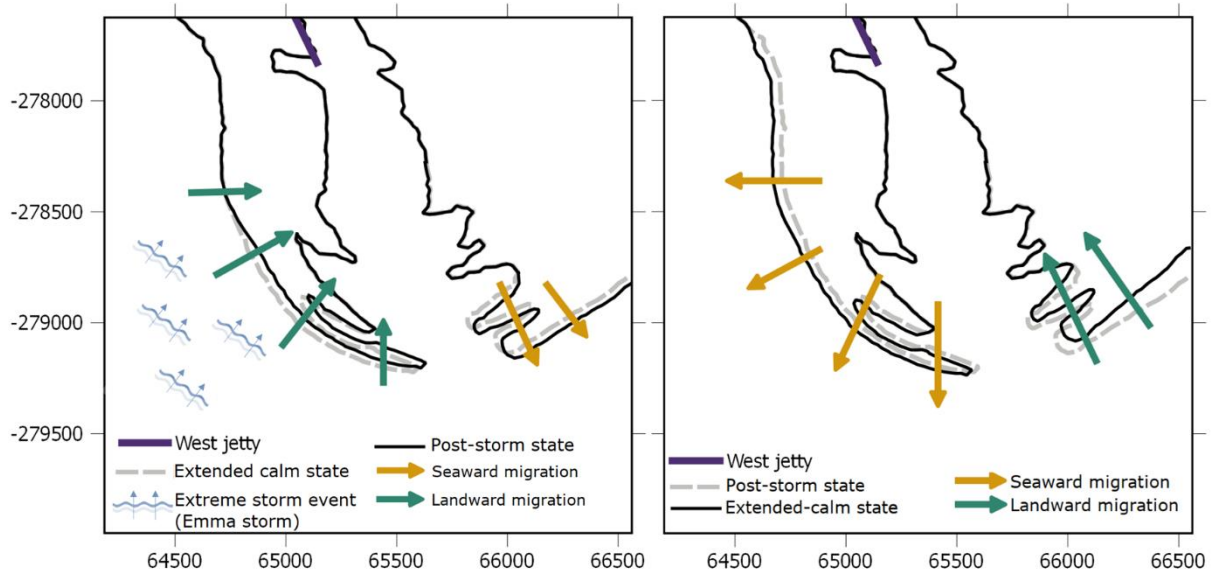 -278000
-278500
-279000
-279500
West jetty
Extended calm state
Extreme storm event
(Emma storm)
Post-storm state
Seaward migration
Landward migration
64500 65000 65500 66000 66500
West jetty
Post-storm state
Extended-calm state
Seaward migration
Landward migration
64500 65000 65500 66000 66500